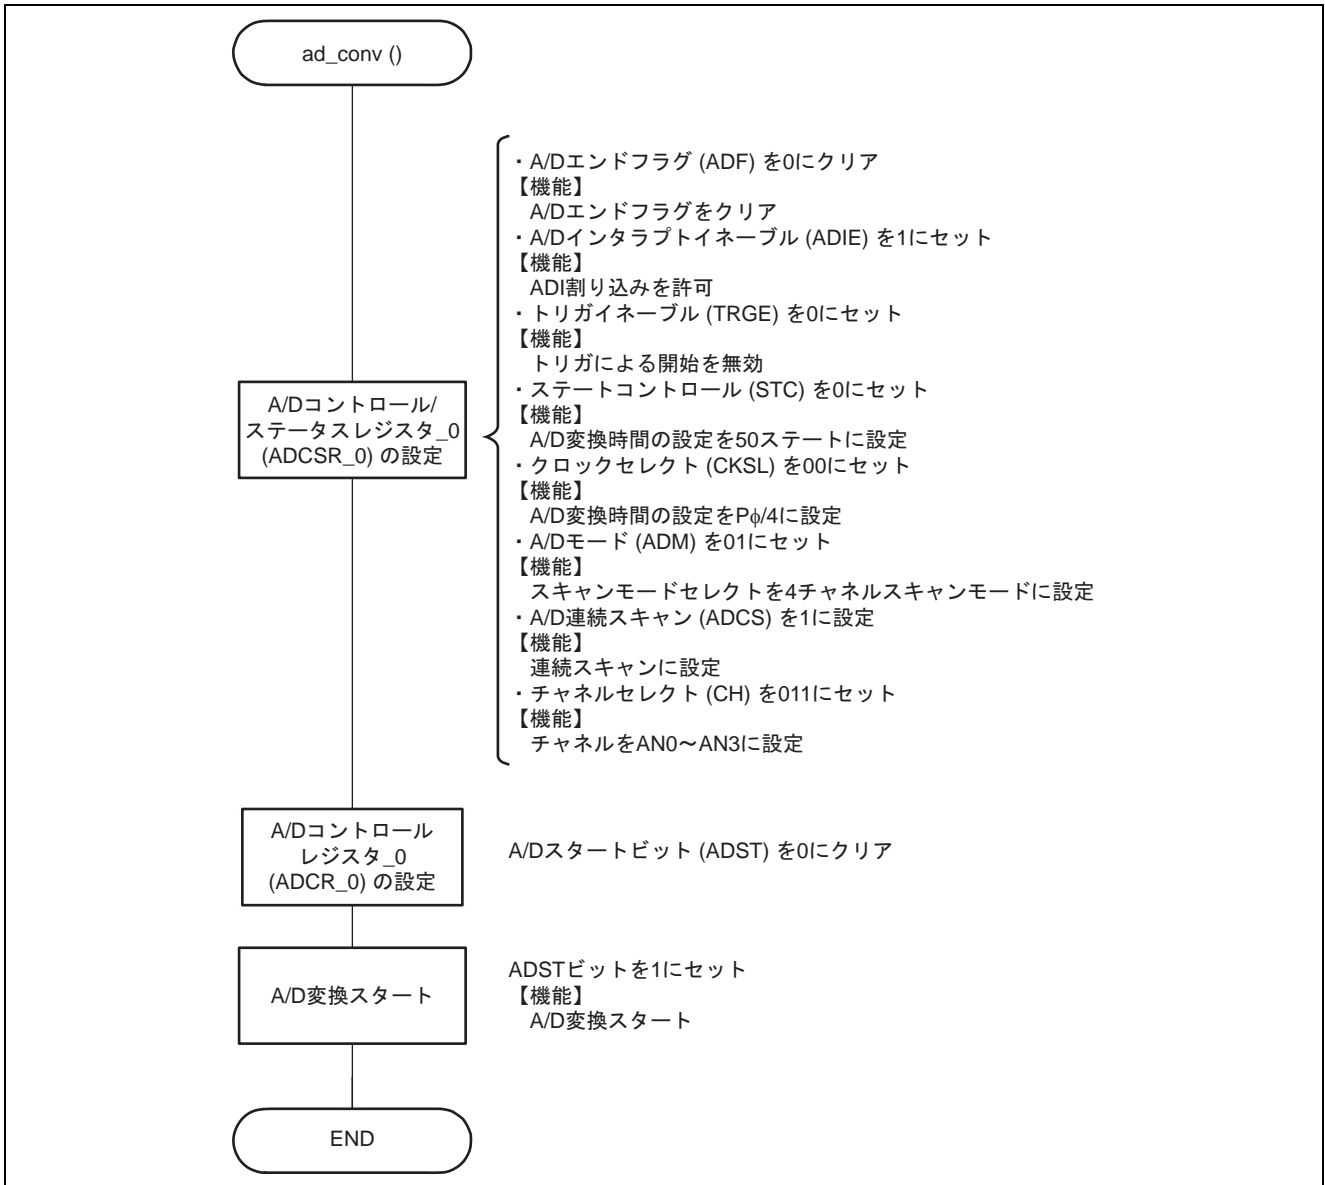 ad_conv ()
A/Dコントロール/
ステータスレジスタ_0
(ADCSR_0) の設定
・A/Dエンドフラグ (ADF) を0にクリア
【機能】
A/Dエンドフラグをクリア
・A/Dインタラプトイネーブル (ADIE) を1にセット
【機能】
ADI割り込みを許可
・トリガイネーブル (TRGE) を0にセット
【機能】
トリガによる開始を無効
・ステートコントロール (STC) を0にセット
【機能】
A/D変換時間の設定を50ステートに設定
・クロックセレクト (CKSL) を00にセット
【機能】
A/D変換時間の設定をPφ/4に設定
・A/Dモード (ADM) を01にセット
【機能】
スキャンモードセレクトを4チャネルスキャンモードに設定
・A/D連続スキャン (ADCS) を1に設定
【機能】
連続スキャンに設定
・チャネルセレクト (CH) を011にセット
【機能】
チャネルをAN0～AN3に設定
A/Dコントロール
レジスタ_0
(ADCR_0) の設定
A/Dスタートビット (ADST) を0にクリア
A/D変換スタート
ADSTビットを1にセット
【機能】
A/D変換スタート
END